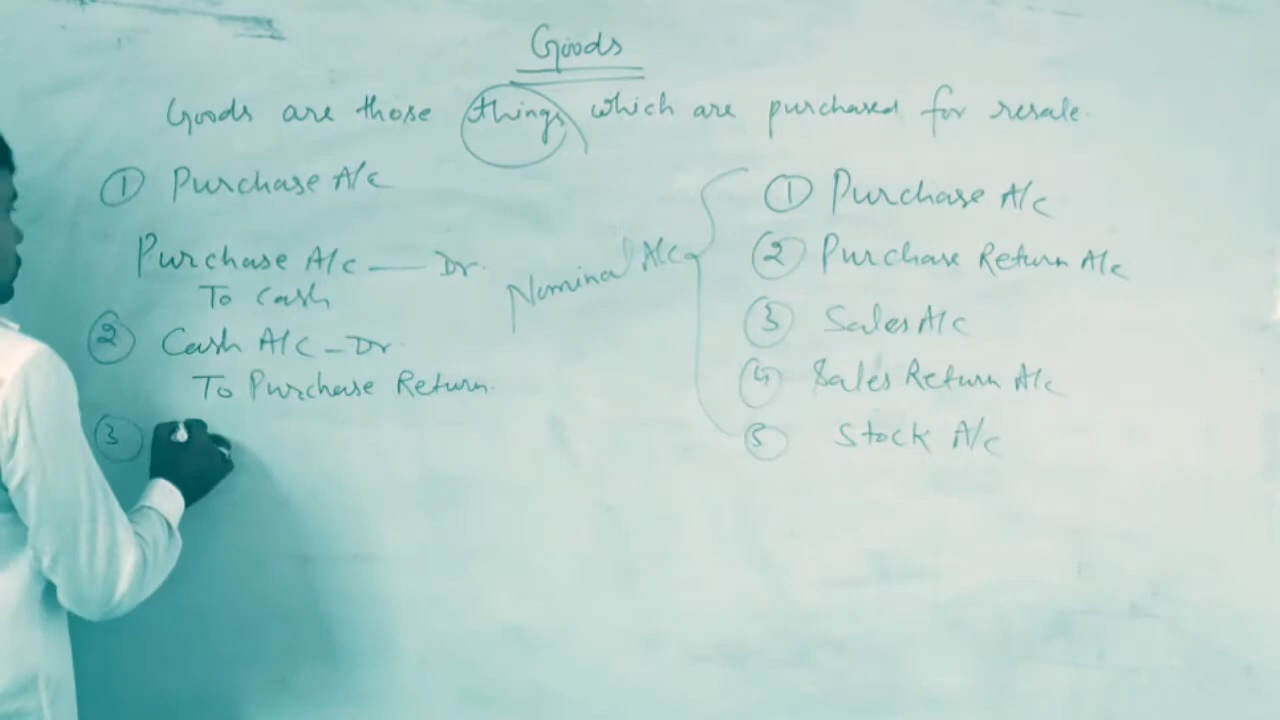 Goods
Goods are those things which are purchased for resale.
① Purchase A/c
Purchase A/c — Dr.
To Cash
② Cash A/c - Dr
To Purchase Return.
③
Nominal A/c
① Purchase A/c
② Purchase Return A/c
③ Sales A/c
④ Sales Return A/c
⑤ Stock A/c